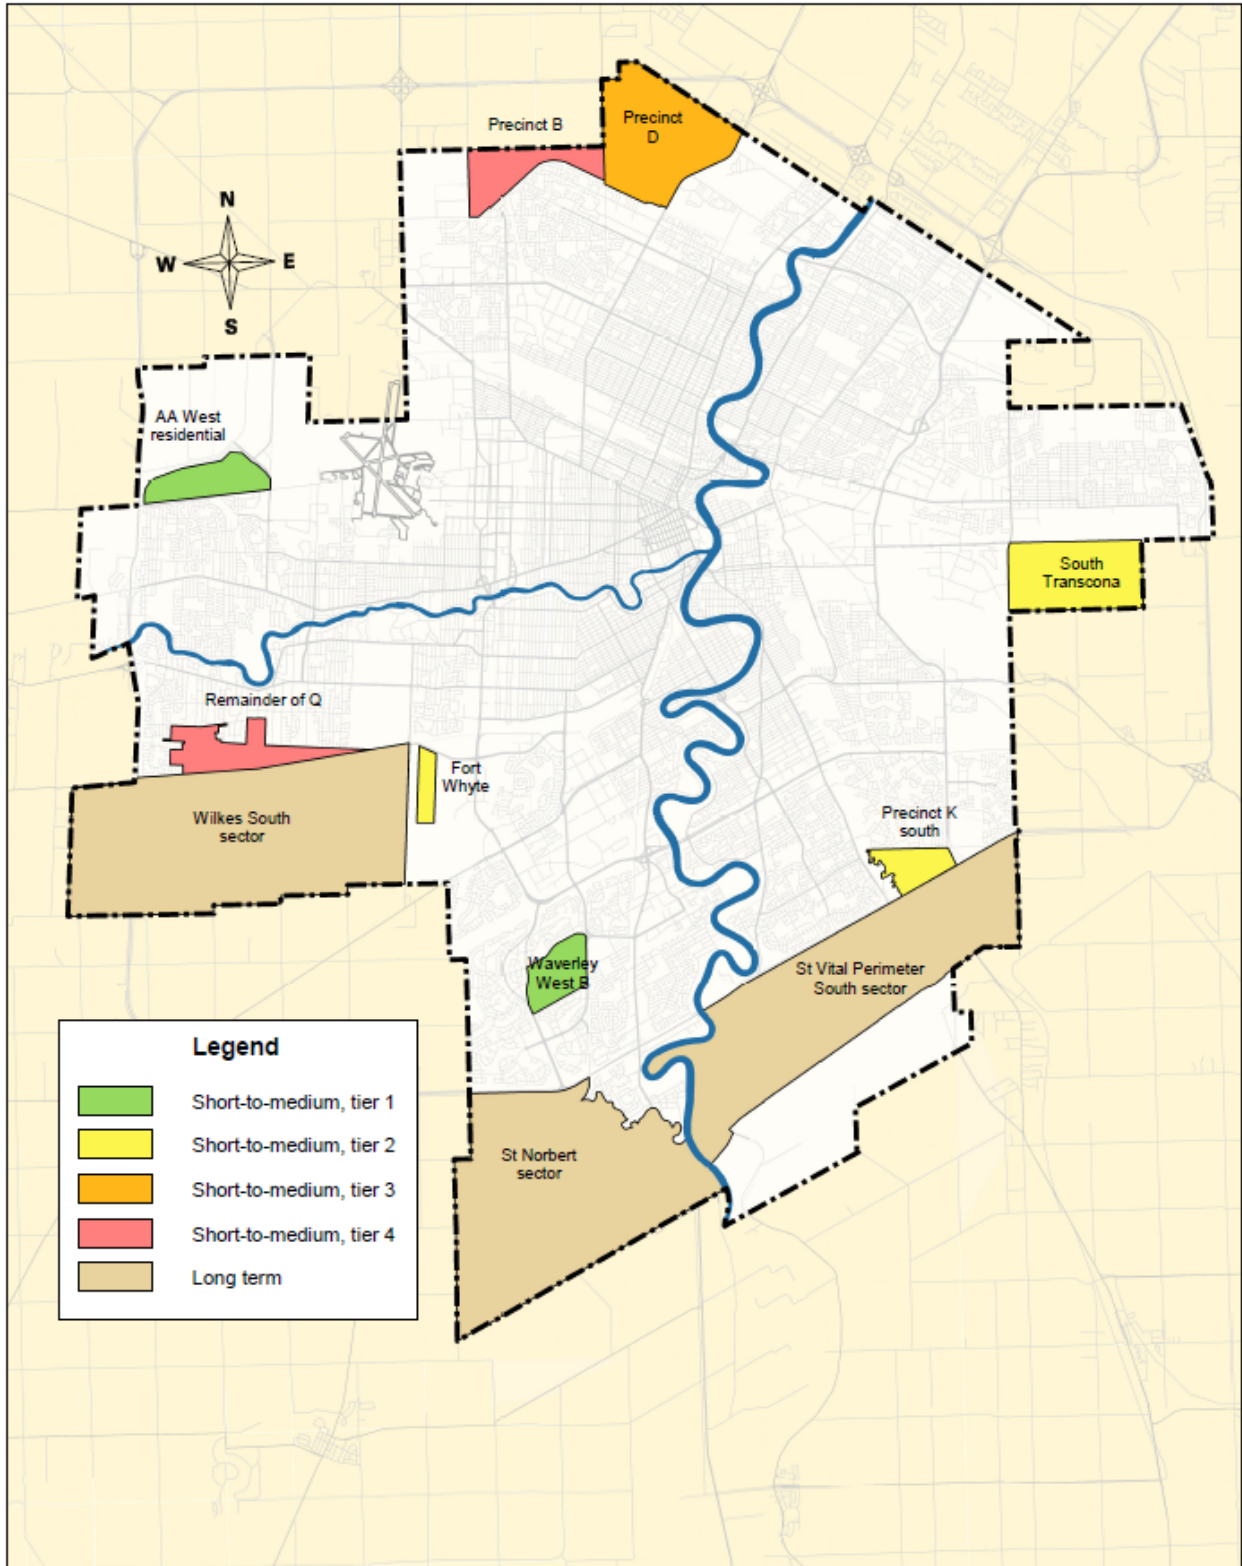 Precinct B
Precinct
D
N
W
E
S
AA West
residential
South
Transcona
Remainder of Q
Fort
Whyte
Wilkes South
sector
Precinct K
south
Waverley
West B
St Vital Perimeter
South sector
St Norbert
sector
Legend
Short-to-medium, tier 1
Short-to-medium, tier 2
Short-to-medium, tier 3
Short-to-medium, tier 4
Long term